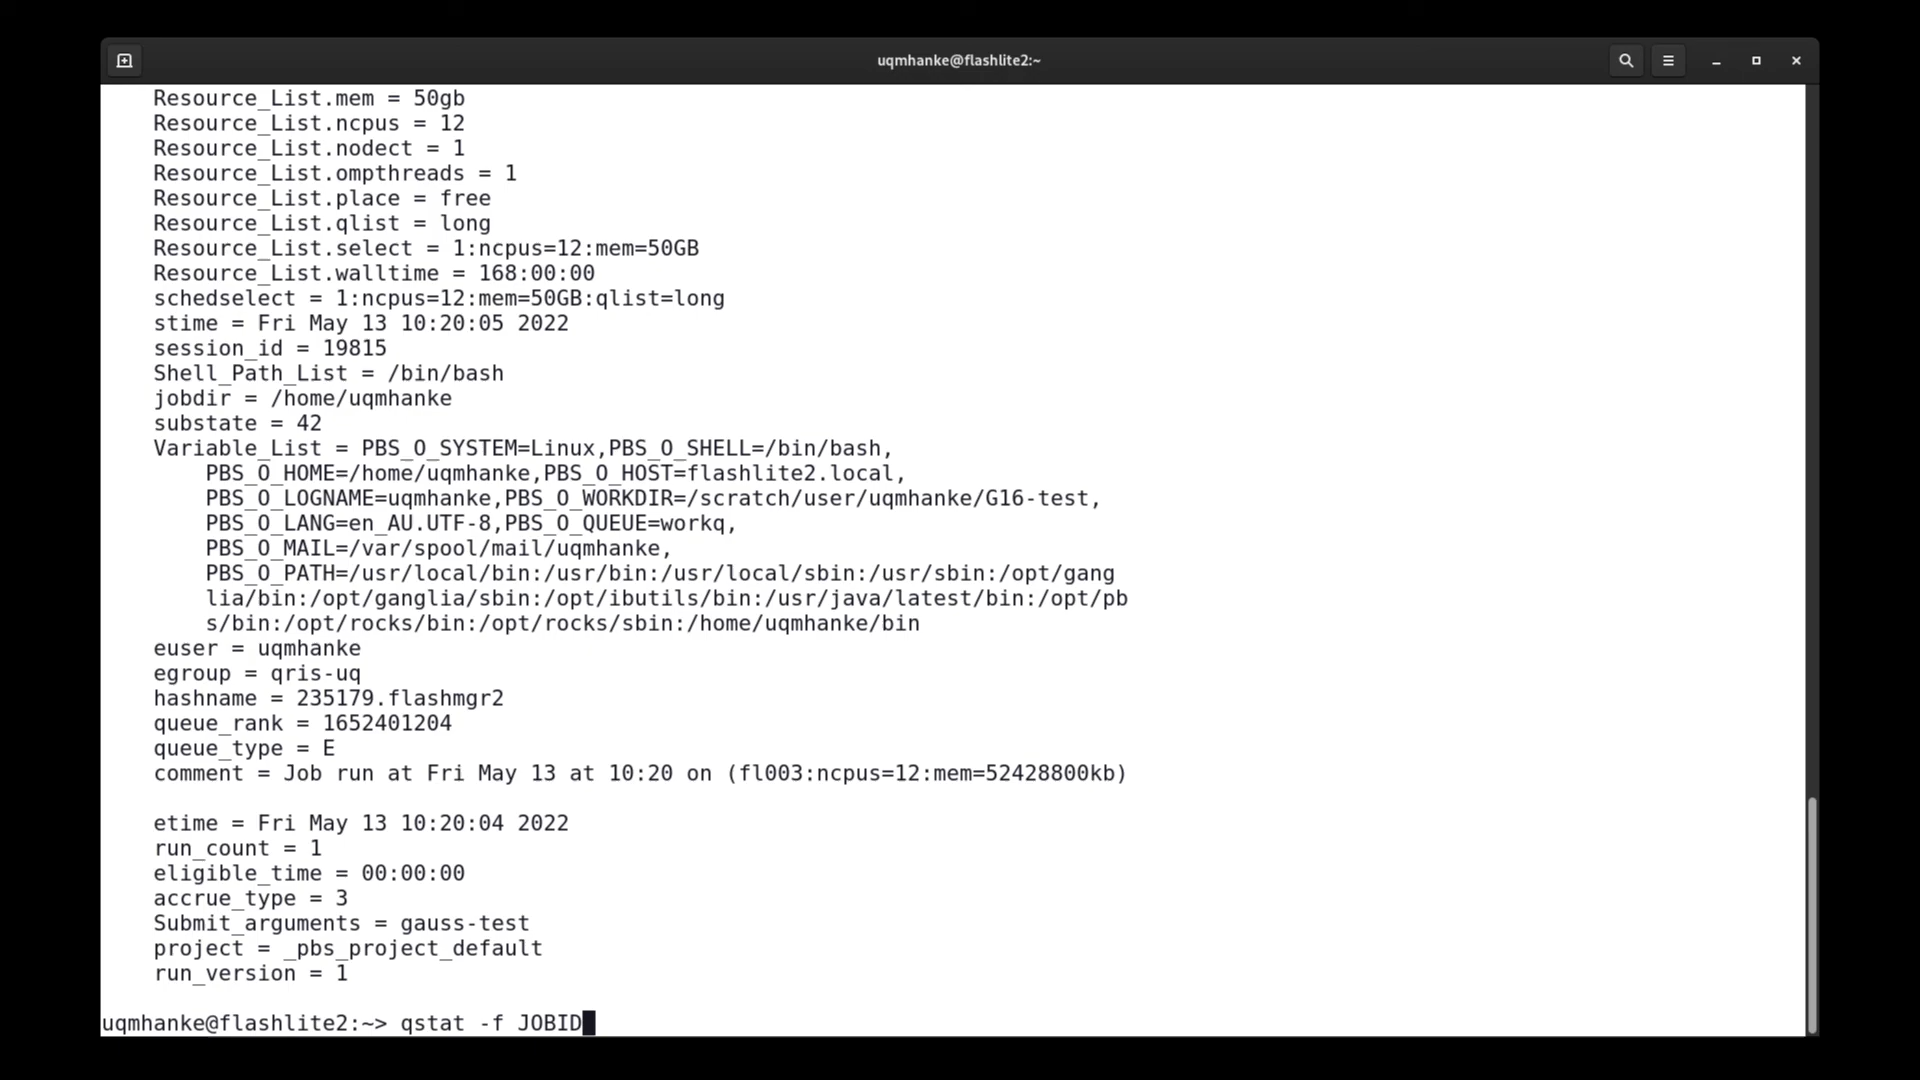 uqmhanke@flashlite2:~
Resource_List.mem = 50gb
Resource_List.ncpus = 12
Resource_List.nodect = 1
Resource_List.ompthreads = 1
Resource_List.place = free
Resource_List.qlist = long
Resource_List.select = 1:ncpus=12:mem=50GB
Resource_List.walltime = 168:00:00
schedselect = 1:ncpus=12:mem=50GB:qlist=long
stime = Fri May 13 10:20:05 2022
session_id = 19815
Shell_Path_List = /bin/bash
jobdir = /home/uqmhanke
substate = 42
Variable_List = PBS_O_SYSTEM=Linux,PBS_O_SHELL=/bin/bash,
PBS_O_HOME=/home/uqmhanke,PBS_O_HOST=flashlite2.local,
PBS_O_LOGNAME=uqmhanke,PBS_O_WORKDIR=/scratch/user/uqmhanke/G16-test,
PBS_O_LANG=en_AU.UTF-8,PBS_O_QUEUE=workq,
PBS_O_MAIL=/var/spool/mail/uqmhanke,
PBS_O_PATH=/usr/local/bin:/usr/bin:/usr/local/sbin:/usr/sbin:/opt/gang
lia/bin:/opt/ganglia/sbin:/opt/ibutils/bin:/usr/java/latest/bin:/opt/pb
s/bin:/opt/rocks/bin:/opt/rocks/sbin:/home/uqmhanke/bin
euser = uqmhanke
egroup = qris-uq
hashname = 235179.flashmgr2
queue_rank = 1652401204
queue_type = E
comment = Job run at Fri May 13 at 10:20 on (fl003:ncpus=12:mem=52428800kb)
etime = Fri May 13 10:20:04 2022
run_count = 1
eligible_time = 00:00:00
accrue_type = 3
Submit_arguments = gauss-test
project = _pbs_project_default
run_version = 1
uqmhanke@flashlite2:~> qstat -f JOBID